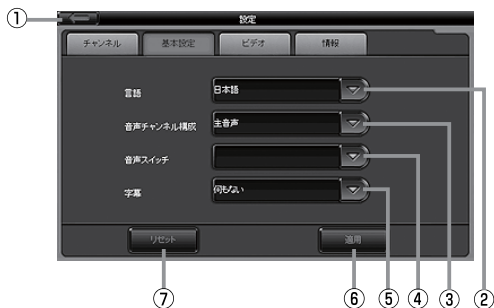 ①
設定
チャンネル 基本設定 ビデオ 情報
言語 日本語
音声チャンネル構成 主音声
音声スイッチ
字幕 何もない
リセット 適用
⑦ ⑥ ⑤ ④ ③ ②